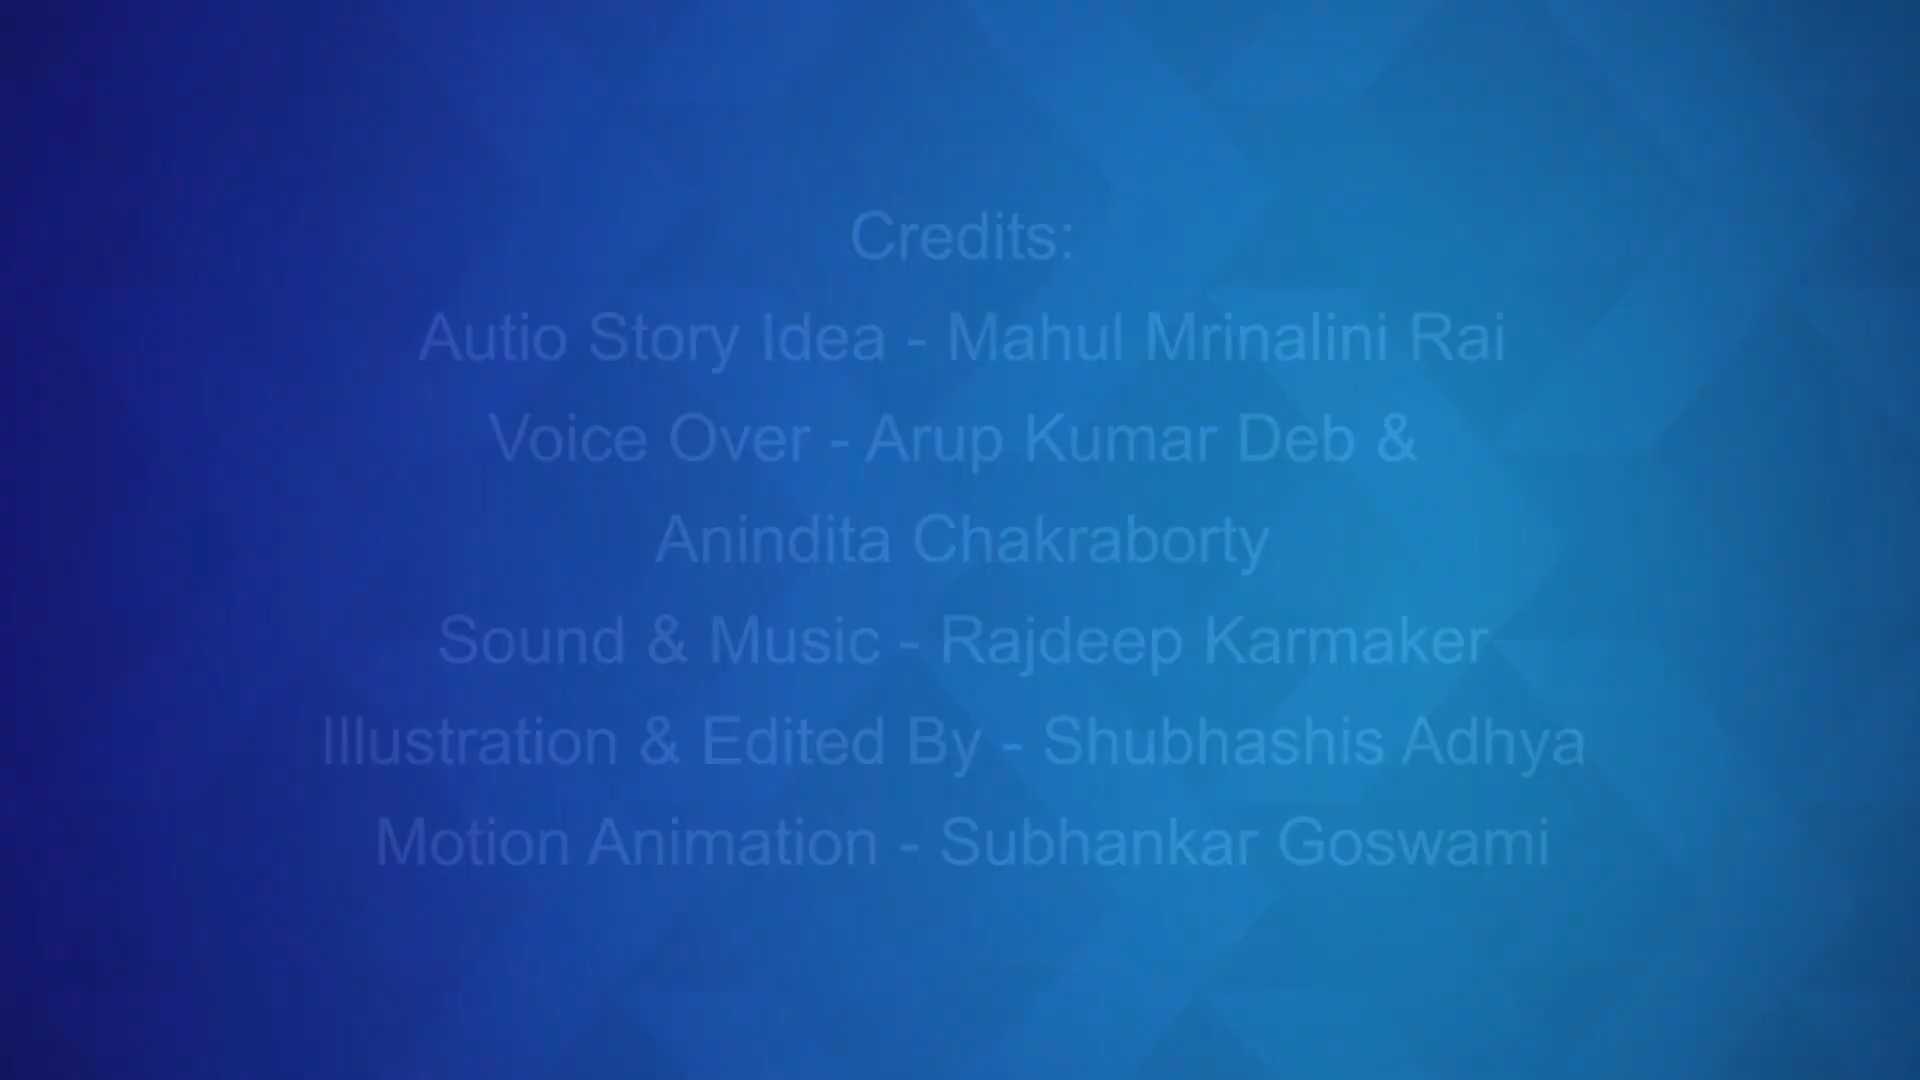 Credits:
Autio Story Idea - Mahul Mrinalini Rai
Voice Over - Arup Kumar Deb &
Anindita Chakraborty
Sound & Music - Rajdeep Karmaker
Illustration & Edited By - Shubhashis Adhya
Motion Animation - Subhankar Goswami